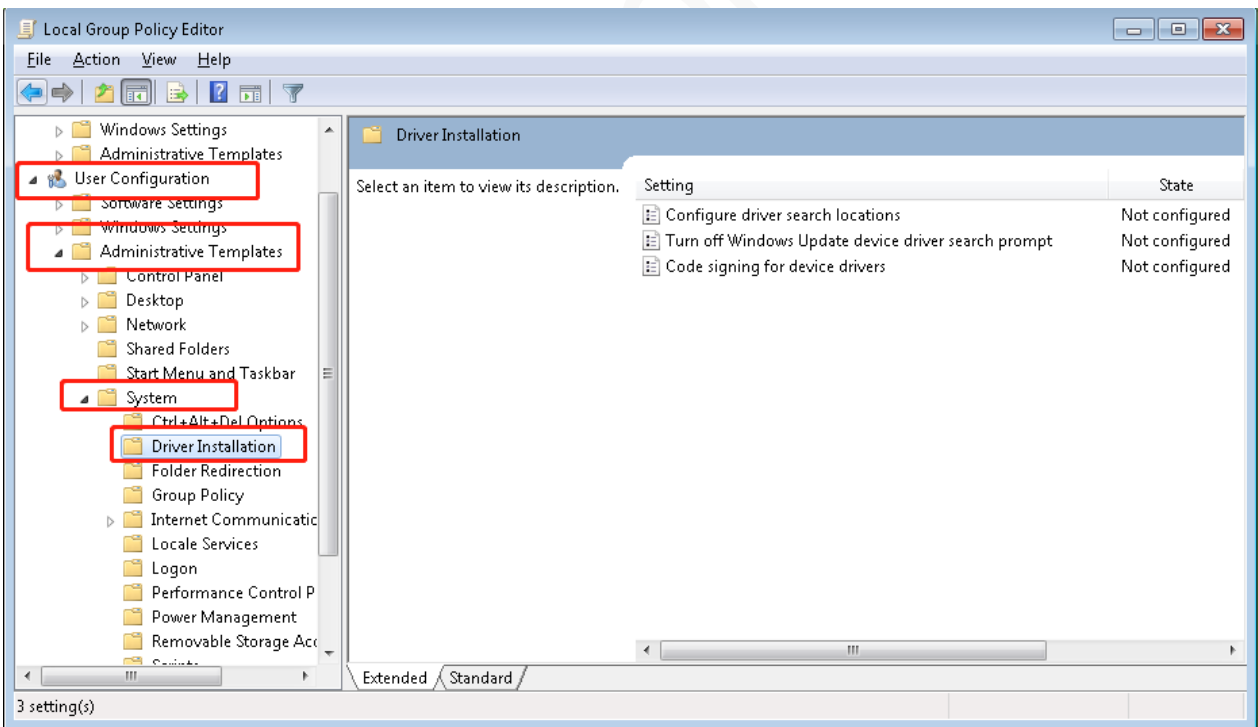 Local Group Policy Editor
File Action View Help
Windows Settings
Administrative Templates
User Configuration
Software Settings
Windows Settings
Administrative Templates
Control Panel
Desktop
Network
Shared Folders
Start Menu and Taskbar
System
Ctrl+Alt+Del Options
Driver Installation
Folder Redirection
Group Policy
Internet Communicatic
Locale Services
Logon
Performance Control P
Power Management
Removable Storage Acc
Scripts
Driver Installation
Select an item to view its description.
Setting State
Configure driver search locations Not configured
Turn off Windows Update device driver search prompt Not configured
Code signing for device drivers Not configured
Extended Standard
3 setting(s)